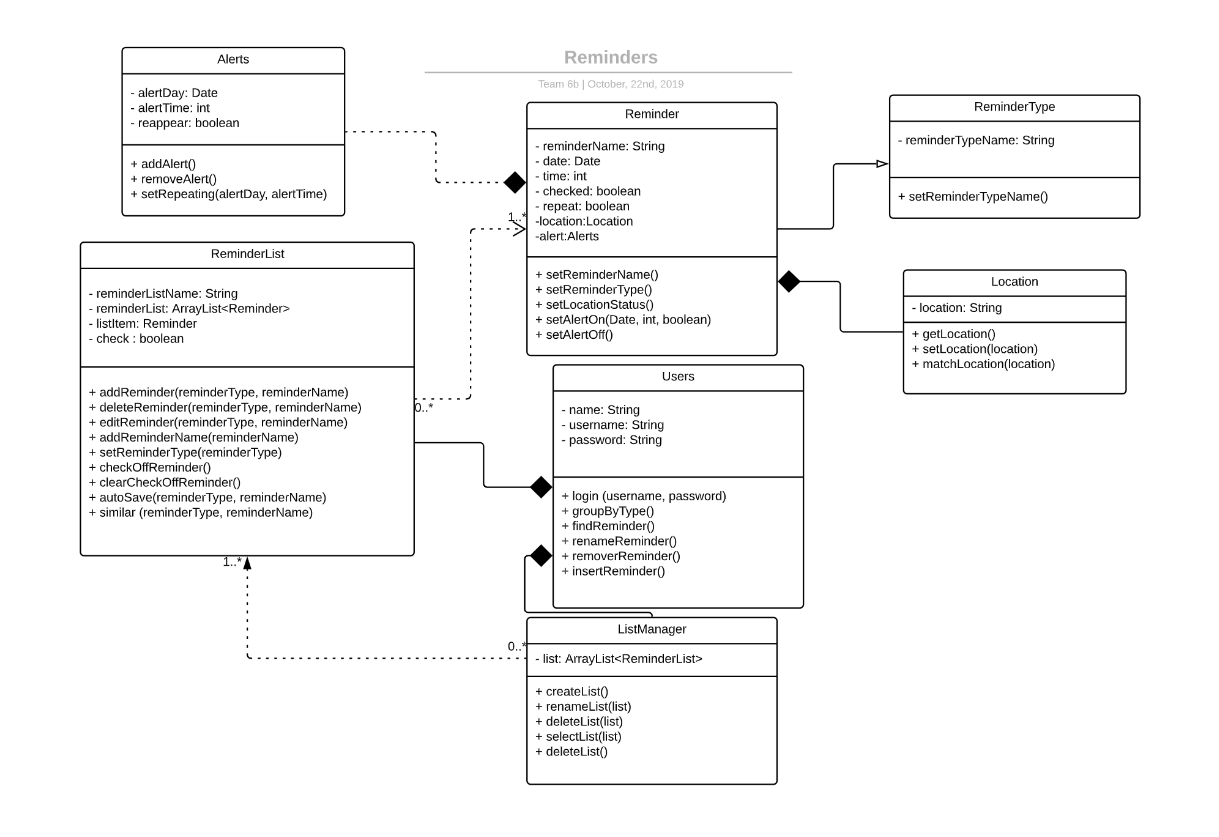 Reminders
Team 6b | October, 22nd, 2019
Alerts
- alertDay: Date
- alertTime: int
- reappear: boolean
+ addAlert()
+ removeAlert()
+ setRepeating(alertDay, alertTime)
Reminder
- reminderName: String
- date: Date
- time: int
- checked: boolean
- repeat: boolean
-location:Location
-alert:Alerts
+ setReminderName()
+ setReminderType()
+ setLocationStatus()
+ setAlertOn(Date, int, boolean)
+ setAlertOff()
1..*
ReminderType
- reminderTypeName: String
+ setReminderTypeName()
ReminderList
- reminderListName: String
- reminderList: ArrayList<Reminder>
- listItem: Reminder
- check : boolean
+ addReminder(reminderType, reminderName)
+ deleteReminder(reminderType, reminderName)
+ editReminder(reminderType, reminderName)
+ addReminderName(reminderName)
+ setReminderType(reminderType)
+ checkOffReminder()
+ clearCheckOffReminder()
+ autoSave(reminderType, reminderName)
+ similar (reminderType, reminderName)
0..*
1..*
Location
- location: String
+ getLocation()
+ setLocation(location)
+ matchLocation(location)
Users
- name: String
- username: String
- password: String
+ login (username, password)
+ groupByType()
+ findReminder()
+ renameReminder()
+ removerReminder()
+ insertReminder()
0..*
ListManager
- list: ArrayList<ReminderList>
+ createList()
+ renameList(list)
+ deleteList(list)
+ selectList(list)
+ deleteList()